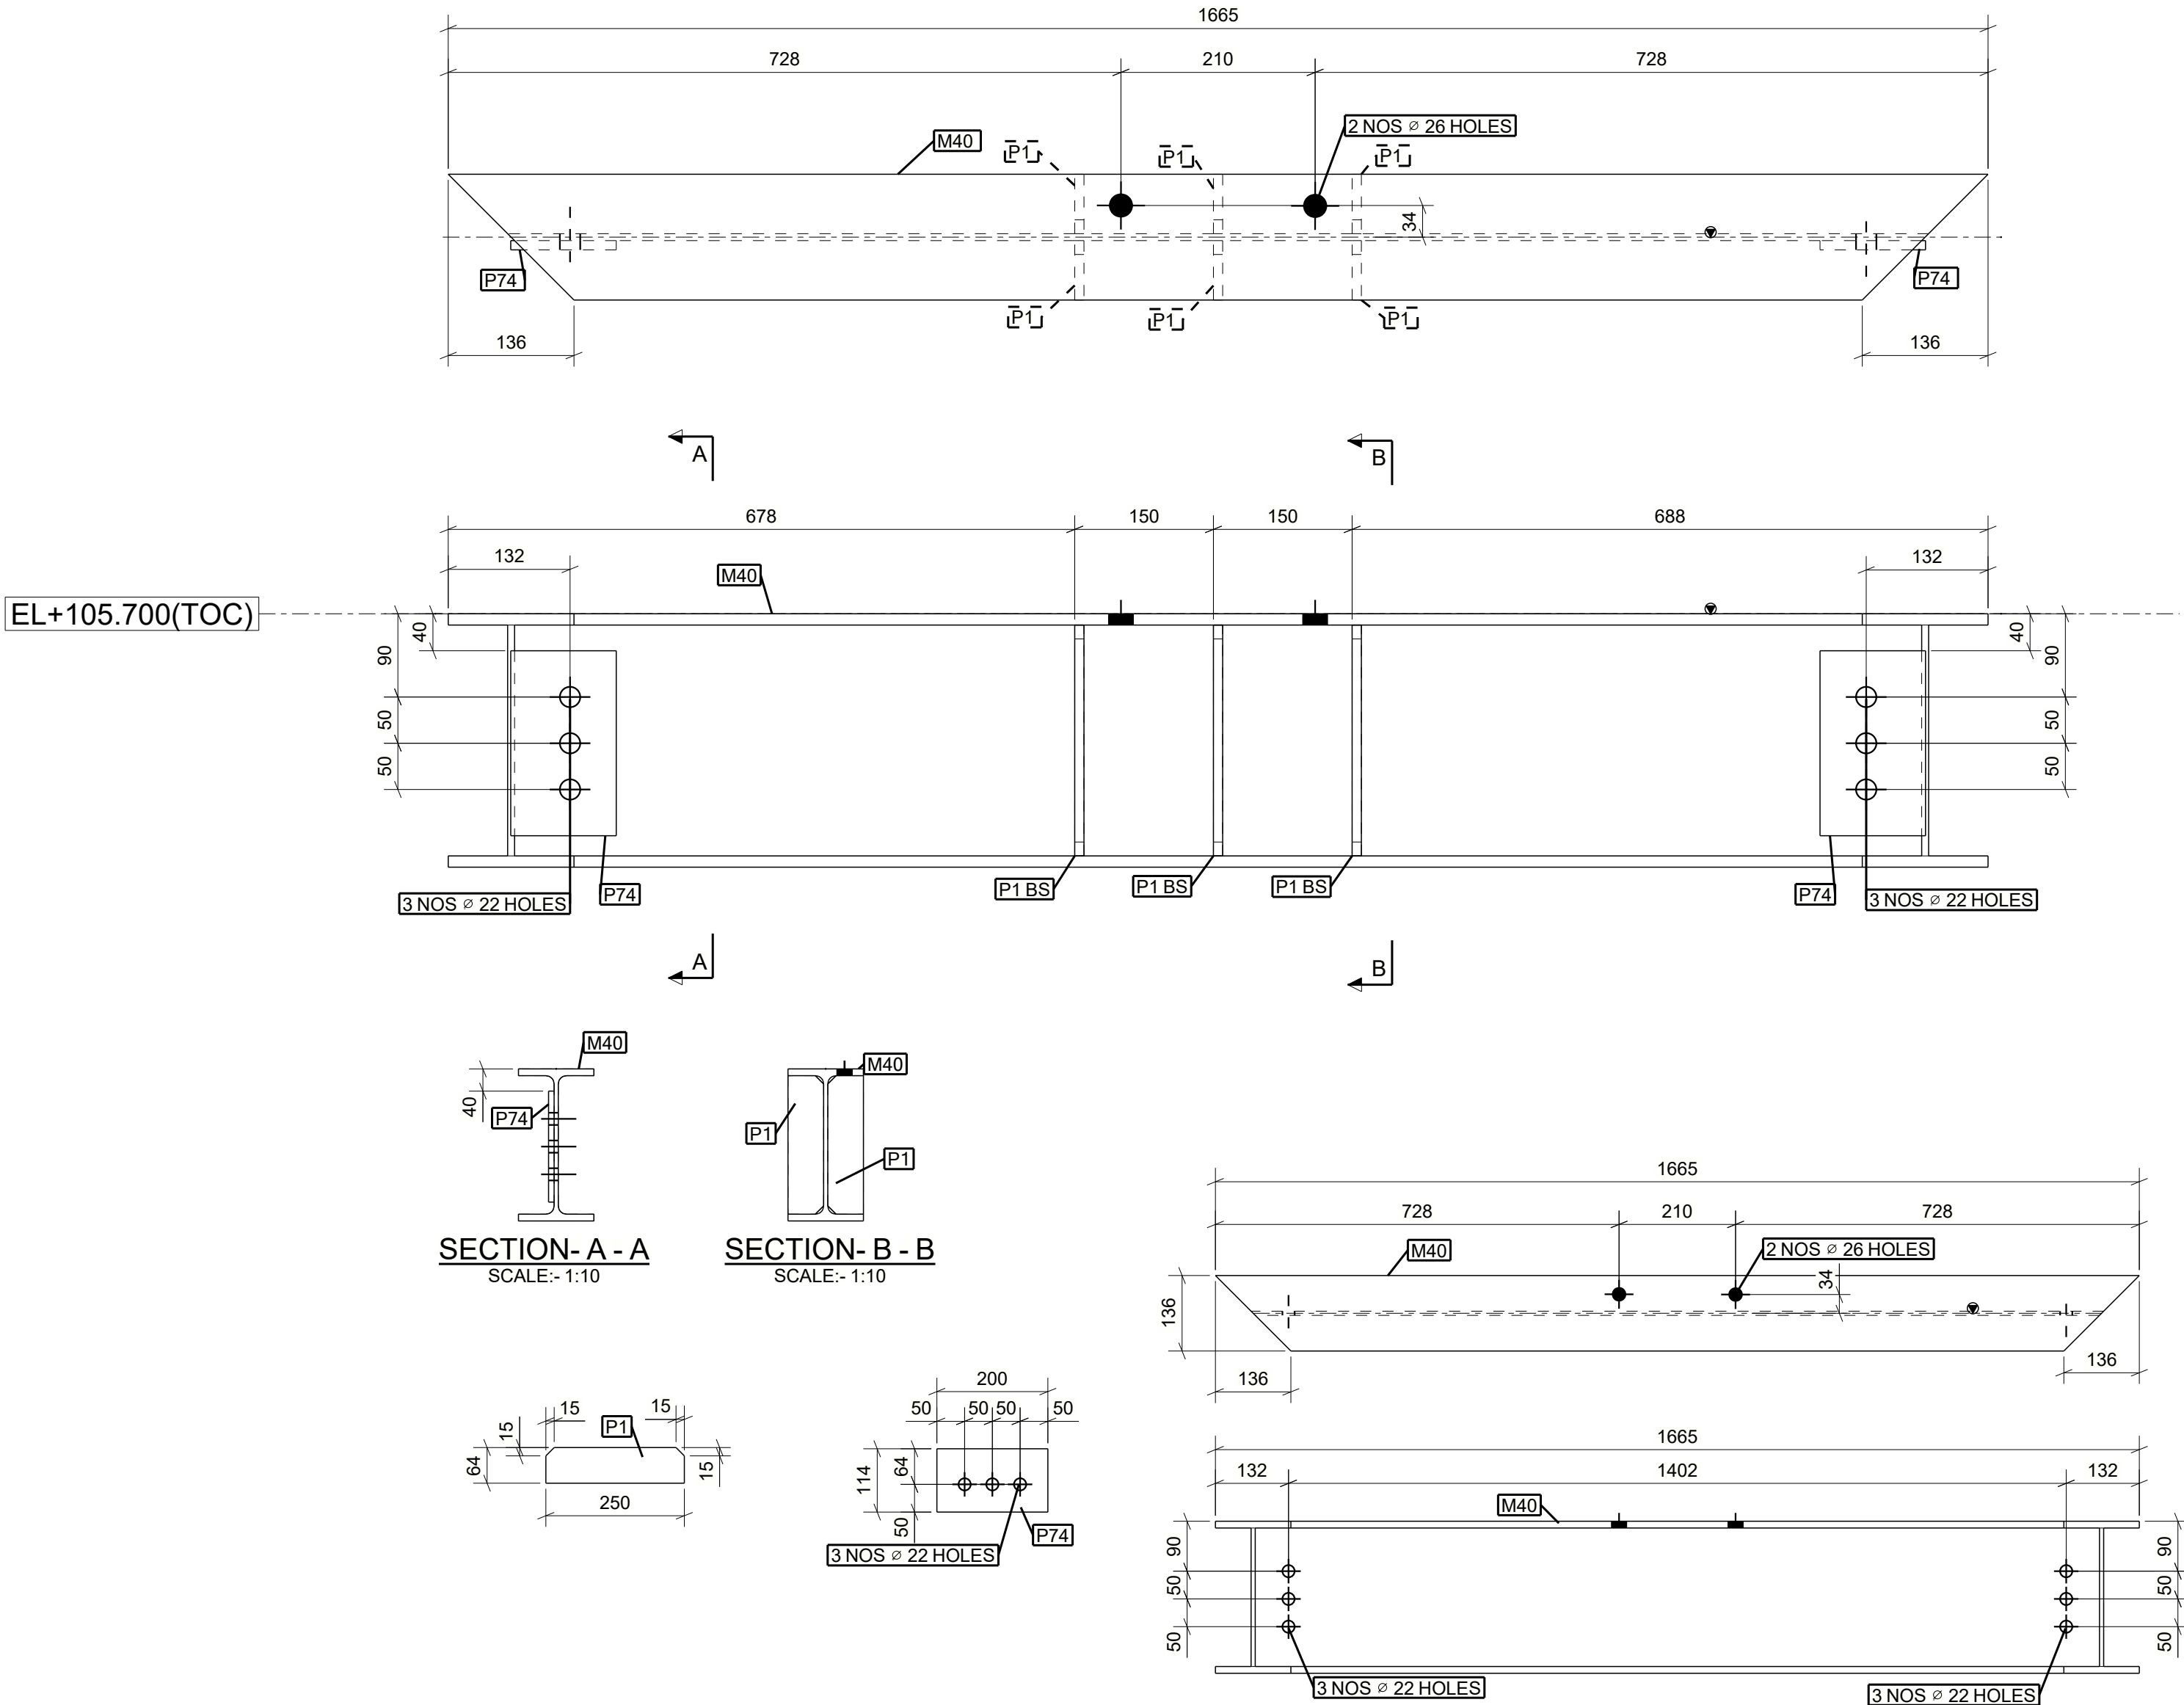 1665
728 210 728
2 NOS ⌀ 26 HOLES
M40
P1 P1 P1
34
P74 P74
P1 P1 P1
136 136
A B
678 150 150 688
132 132
M40
EL+105.700(TOC)
40 40
90 90
50 50
50 50
P1 BS P1 BS P1 BS
P74 P74
3 NOS ⌀ 22 HOLES 3 NOS ⌀ 22 HOLES
A B
M40
40
P74
SECTION- A - A
SCALE:- 1:10
M40
P1
P1
SECTION- B - B
SCALE:- 1:10
1665
728 210 728
M40
2 NOS ⌀ 26 HOLES
34
136
136 136
15 15
15
P1
64
15
250
200
50 50 50 50
114
64
50
P74
3 NOS ⌀ 22 HOLES
1665
132 1402 132
M40
90 90
50 50
50 50
3 NOS ⌀ 22 HOLES
3 NOS ⌀ 22 HOLES